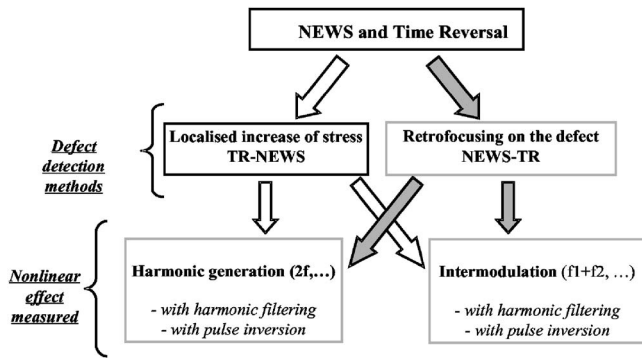 NEWS and Time Reversal
Defect
detection
methods
Localised increase of stress
TR-NEWS
Retrofocusing on the defect
NEWS-TR
Nonlinear
effect
measured
Harmonic generation (2f,...)
- with harmonic filtering
- with pulse inversion
Intermodulation (f1+f2, ...)
- with harmonic filtering
- with pulse inversion